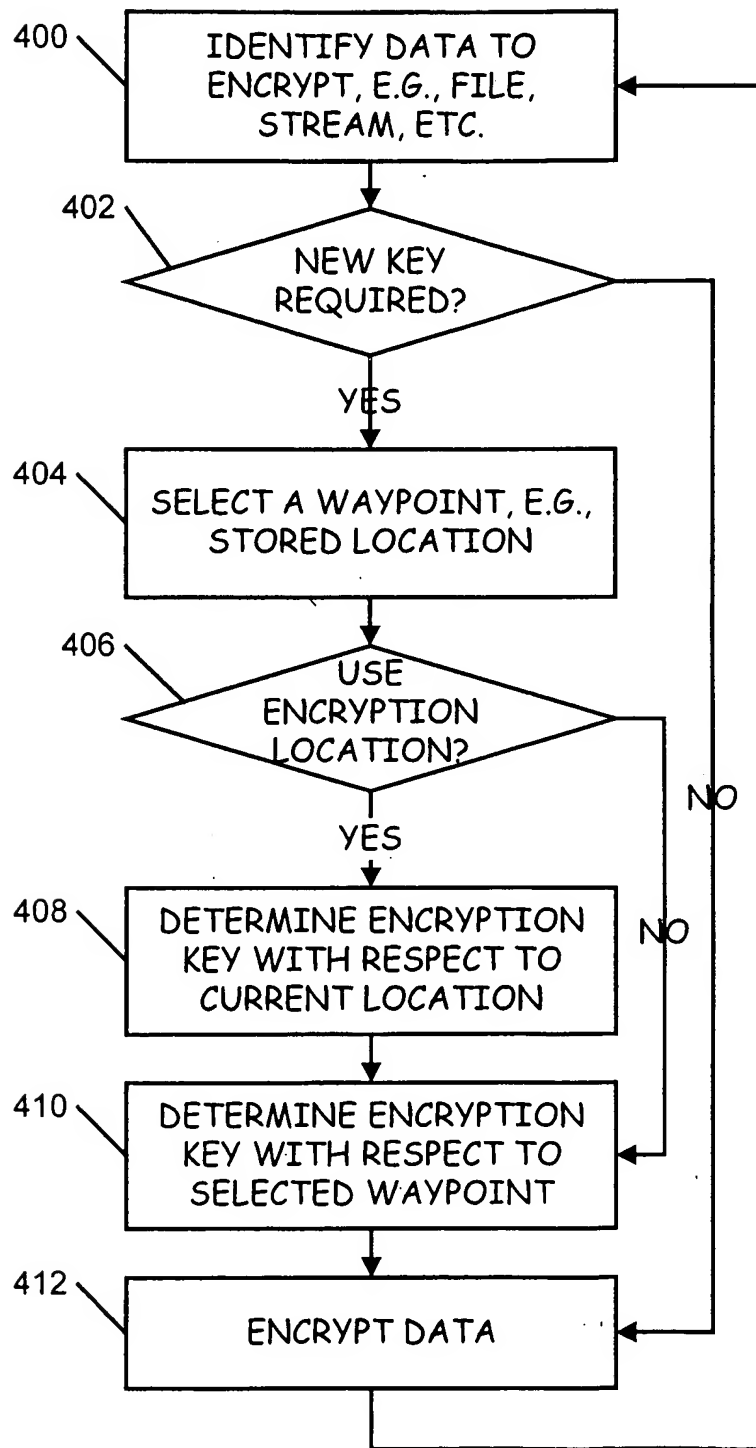 400
IDENTIFY DATA TO
ENCRYPT, E.G., FILE,
STREAM, ETC.
402
NEW KEY
REQUIRED?
YES
404
SELECT A WAYPOINT, E.G.,
STORED LOCATION
406
USE
ENCRYPTION
LOCATION?
NO
YES
408
DETERMINE ENCRYPTION
KEY WITH RESPECT TO
CURRENT LOCATION
NO
410
DETERMINE ENCRYPTION
KEY WITH RESPECT TO
SELECTED WAYPOINT
412
ENCRYPT DATA